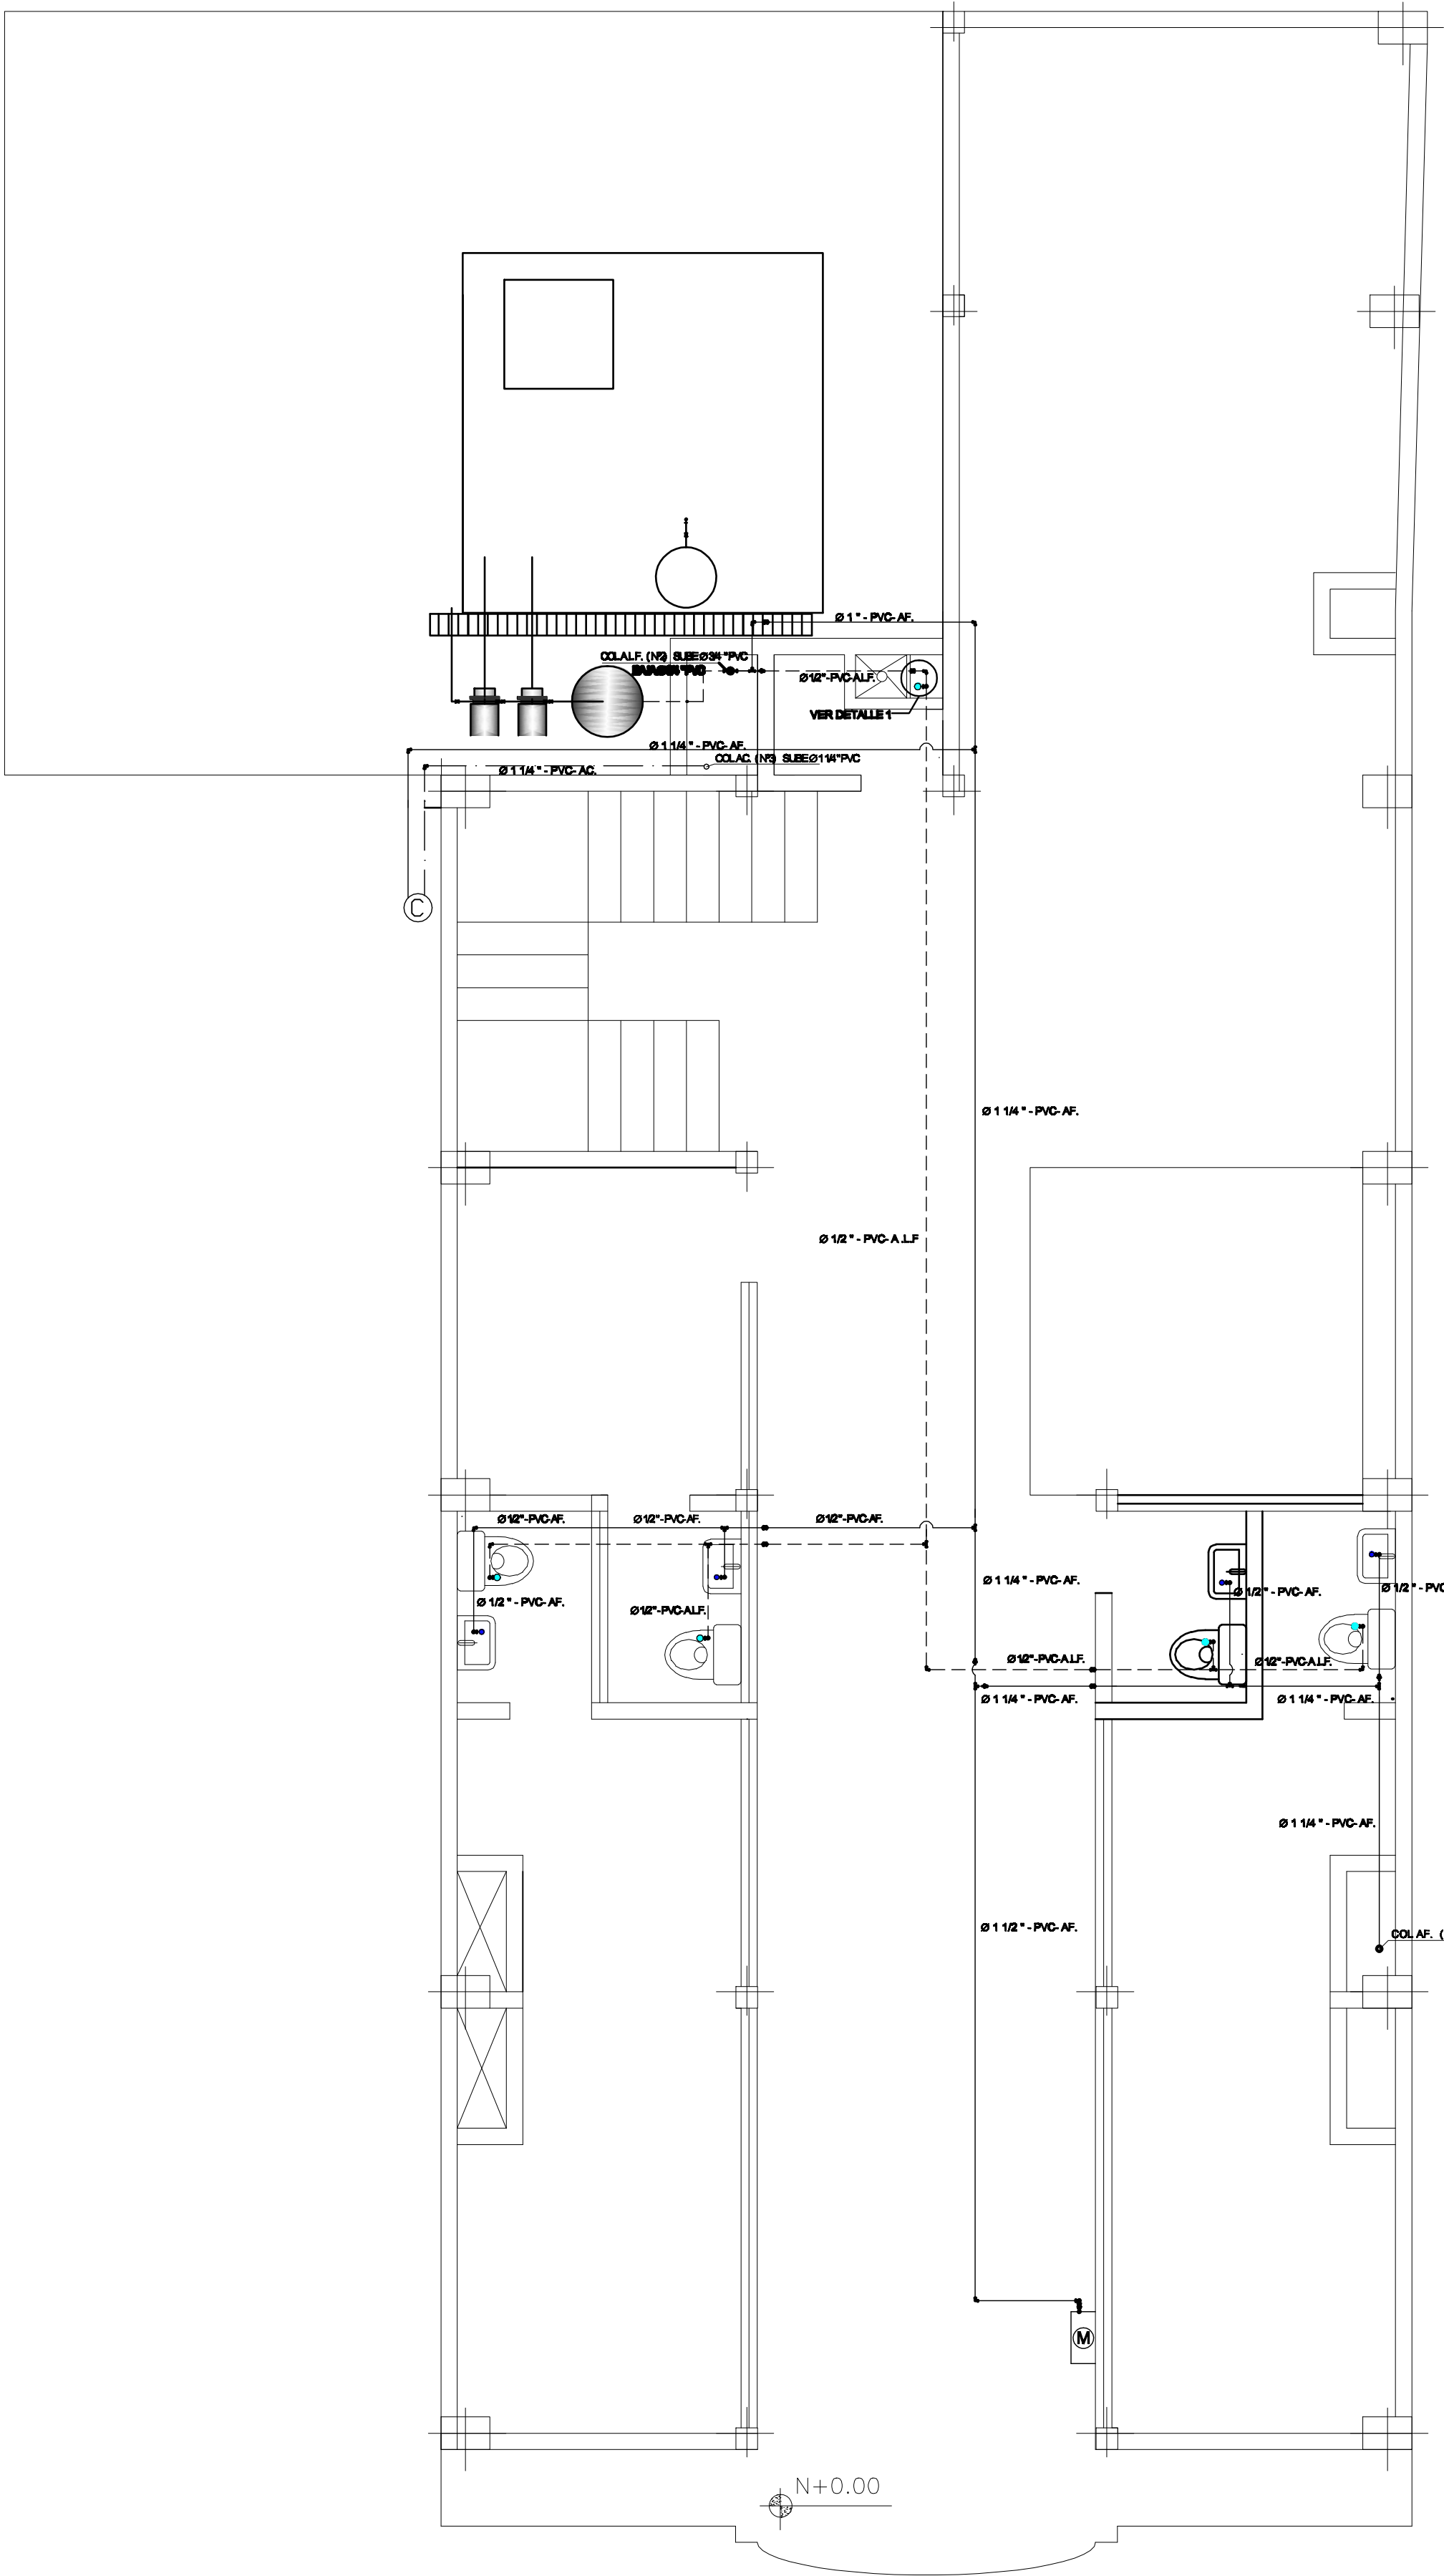 Ø 1 " - PVC- AF.
COL.A.L.F. ( Nº2) SUBE Ø 3/4 "PVC
Ø 1/2"-PVC-A.L.F.
VER DETALLE 1
Ø 1 1/4 " - PVC- AF.
COL.AC. ( Nº3) SUBE Ø 1 1/4"PVC
Ø 1 1/4 " - PVC- AC.
C
Ø 1 1/4 " - PVC- AF.
Ø 1/2 " - PVC- A .L.F
Ø 1/2"-PVC-AF.
Ø 1/2"-PVC-AF.
Ø 1/2"-PVC-AF.
Ø 1 1/4 " - PVC- AF.
Ø 1/2 " - PVC- AF.
Ø 1/2 " - PVC
Ø 1/2 " - PVC- AF.
Ø 1/2"-PVC-A.L.F.
Ø 1/2"-PVC-A.L.F.
Ø 1/2"-PVC-A.L.F.
Ø 1 1/4 " - PVC- AF.
Ø 1 1/4 " - PVC- AF.
Ø 1 1/4 " - PVC- AF.
Ø 1 1/2 " - PVC- AF.
COL. AF. (
M
N+0.00